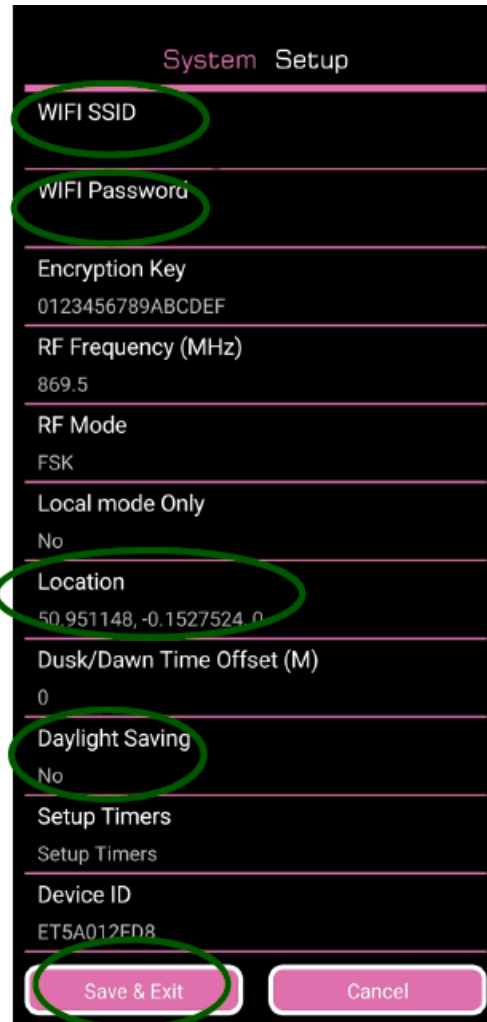 System Setup
WIFI SSID
WIFI Password
Encryption Key
0123456789ABCDEF
RF Frequency (MHz)
869.5
RF Mode
FSK
Local mode Only
No
Location
50.951148, -0.1527524, 0
Dusk/Dawn Time Offset (M)
0
Daylight Saving
No
Setup Timers
Setup Timers
Device ID
ET5A012ED8
Save & Exit
Cancel